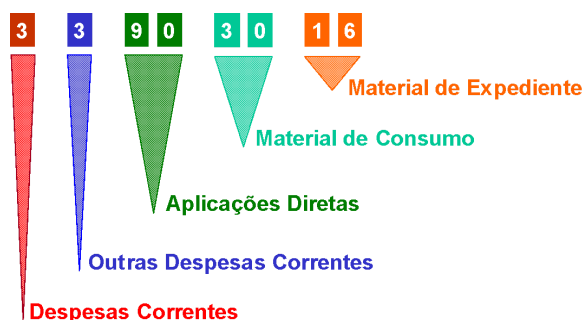 3 3 9 0 3 0 1 6
Material de Expediente
Material de Consumo
Aplicações Diretas
Outras Despesas Correntes
Despesas Correntes